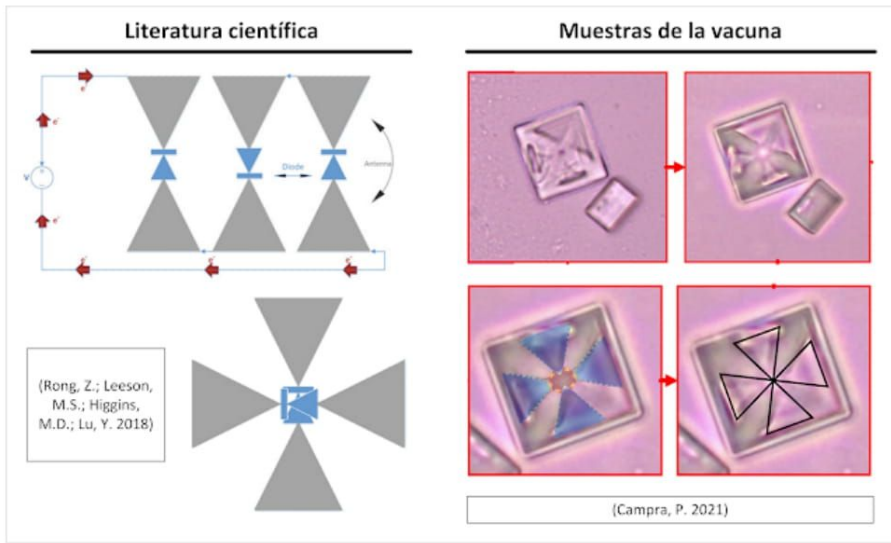 Literatura científica
Muestras de la vacuna
e⁻
e⁻
e⁻
V
Diode
Antenna
e⁻
e⁻
e⁻
(Rong, Z.; Leeson,
M.S.; Higgins,
M.D.; Lu, Y. 2018)
(Campra, P. 2021)